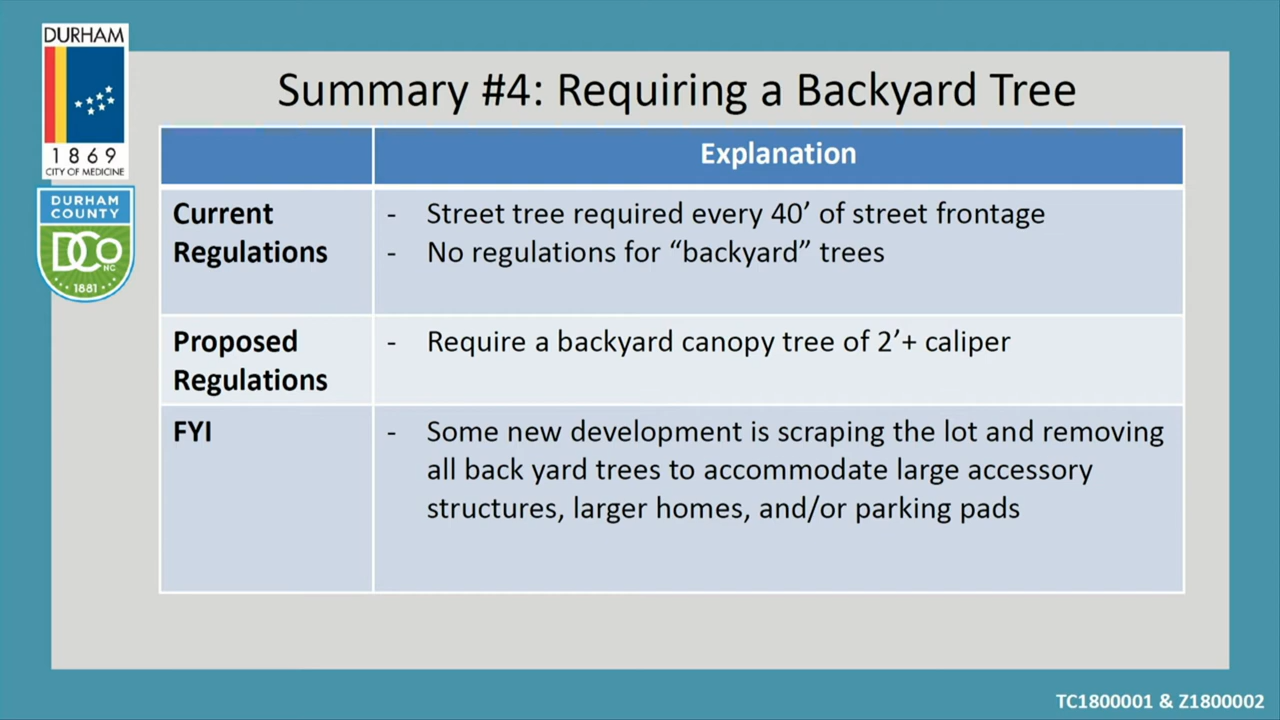 DURHAM
1869
CITY OF MEDICINE
DURHAM
COUNTY
DCo
NC
1881
Summary #4: Requiring a Backyard Tree
Explanation
Current
Regulations
- Street tree required every 40’ of street frontage
- No regulations for “backyard” trees
Proposed
Regulations
- Require a backyard canopy tree of 2’+ caliper
FYI
- Some new development is scraping the lot and removing
all back yard trees to accommodate large accessory
structures, larger homes, and/or parking pads
TC1800001 & Z1800002